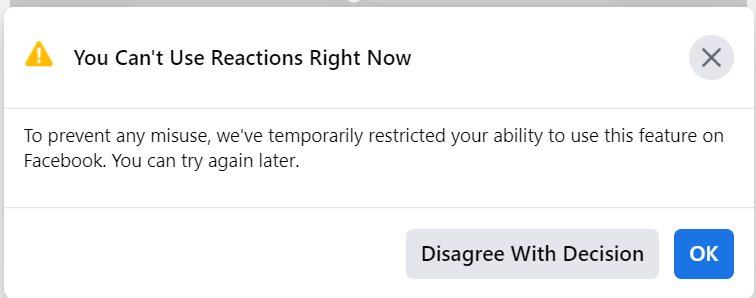 You Can't Use Reactions Right Now
To prevent any misuse, we've temporarily restricted your ability to use this feature on
Facebook. You can try again later.
Disagree With Decision
OK